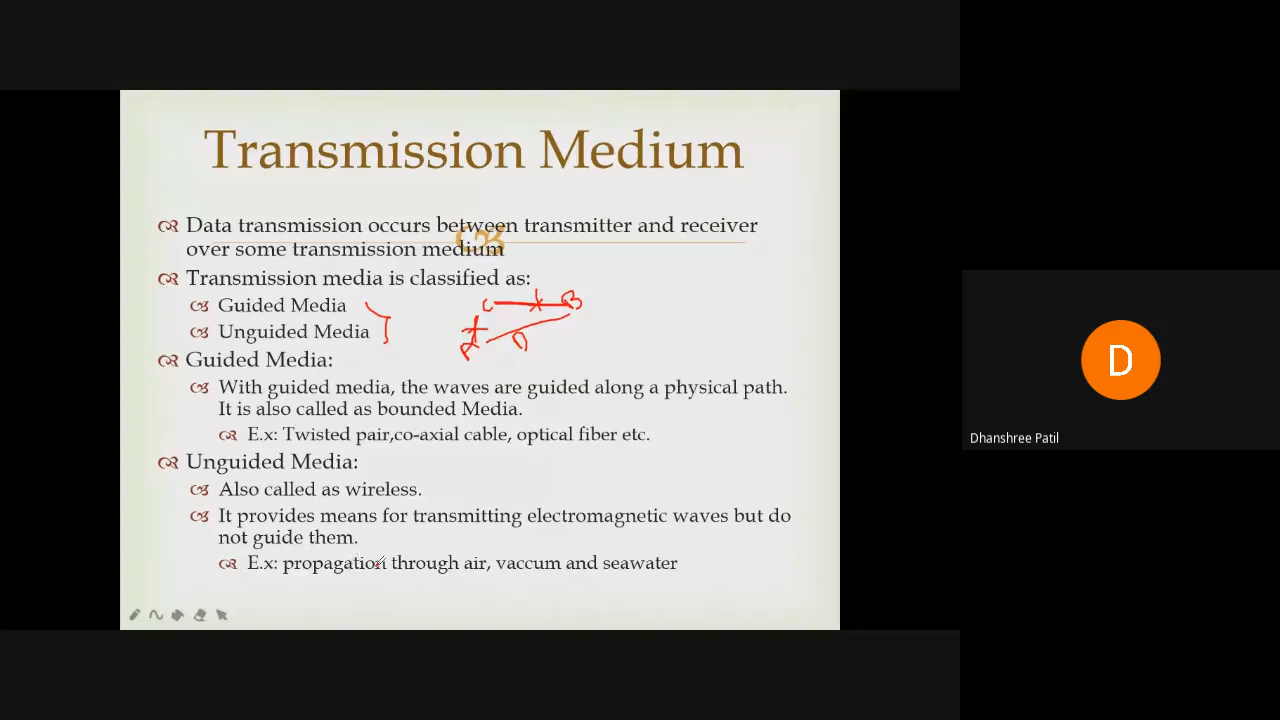 Transmission Medium
Data transmission occurs between transmitter and receiver
over some transmission medium
Transmission media is classified as:
Guided Media
Unguided Media
Guided Media:
With guided media, the waves are guided along a physical path.
It is also called as bounded Media.
E.x: Twisted pair,co-axial cable, optical fiber etc.
Unguided Media:
Also called as wireless.
It provides means for transmitting electromagnetic waves but do
not guide them.
E.x: propagation through air, vaccum and seawater
D
Dhanshree Patil